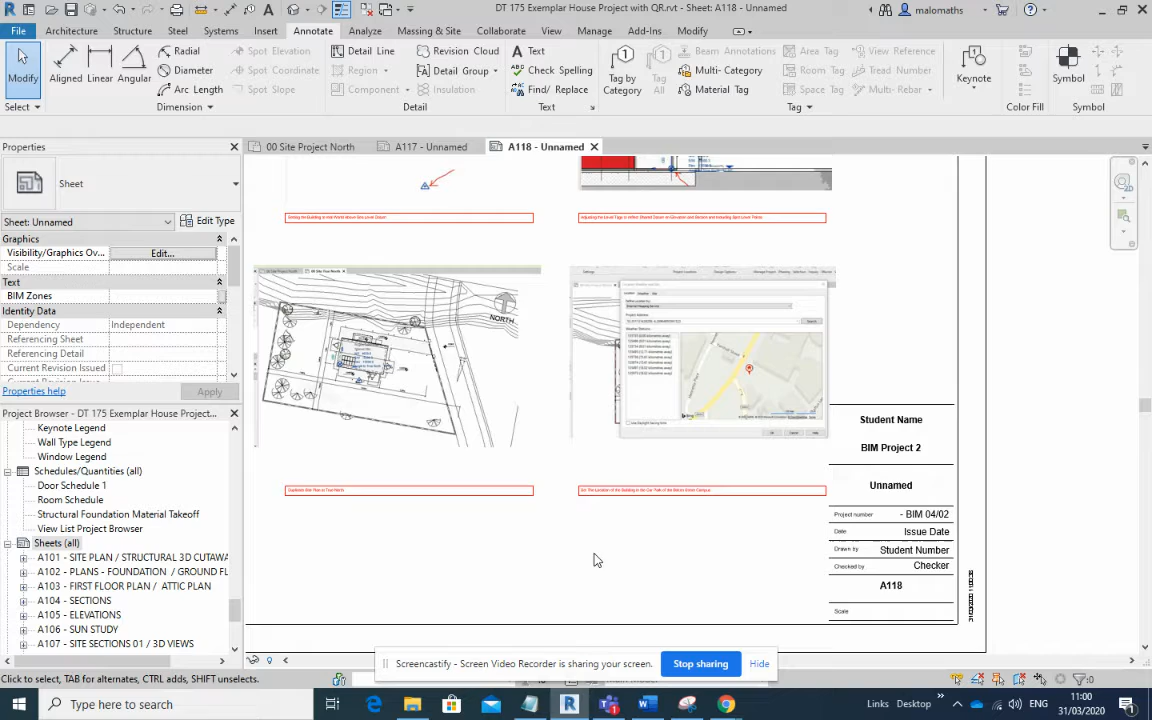 DT 175 Exemplar House Project with QR.rvt - Sheet: A118 - Unnamed
malomaths
File Architecture Structure Steel Systems Insert Annotate Analyze Massing & Site Collaborate View Manage Add-Ins Modify
Modify
Aligned Linear Angular
Radial
Diameter
Arc Length
Spot Elevation
Spot Coordinate
Spot Slope
Detail Line
Region
Component
Revision Cloud
Detail Group
Insulation
Text
Check Spelling
Find/ Replace
Tag by
Category
Tag
All
Beam Annotations
Multi- Category
Material Tag
Area Tag
Room Tag
Space Tag
View Reference
Tread Number
Multi- Rebar
Keynote
Symbol
Select Dimension Detail Text Tag Color Fill Symbol
Properties
00 Site Project North A117 - Unnamed A118 - Unnamed
Sheet
Sheet: Unnamed Edit Type
Graphics
Visibility/Graphics Ov... Edit...
Scale
Text
BIM Zones
Identity Data
Dependency Independent
Referencing Sheet
Referencing Detail
Current Revision Issued
Properties help Apply
Project Browser - DT 175 Exemplar House Project...
Keynote Legend
Wall Type Legend
Window Legend
Schedules/Quantities (all)
Door Schedule 1
Room Schedule
Structural Foundation Material Takeoff
View List Project Browser
Sheets (all)
A101 - SITE PLAN / STRUCTURAL 3D CUTAWA
A102 - PLANS - FOUNDATION / GROUND FL
A103 - FIRST FLOOR PLAN / ATTIC PLAN
A104 - SECTIONS
A105 - ELEVATIONS
A106 - SUN STUDY
A107 - SITE SECTIONS 01 / 3D VIEWS
NORTH
Student Name
BIM Project 2
Unnamed
Project number - BIM 04/02
Date: Issue Date
Drawn by Student Number
Checked by Checker
A118
Scale
Screencastify - Screen Video Recorder is sharing your screen. Stop sharing Hide
Click to select, TAB for alternates, CTRL adds, SHIFT unselects.
:0
Type here to search
Links Desktop
ENG
11:00
31/03/2020